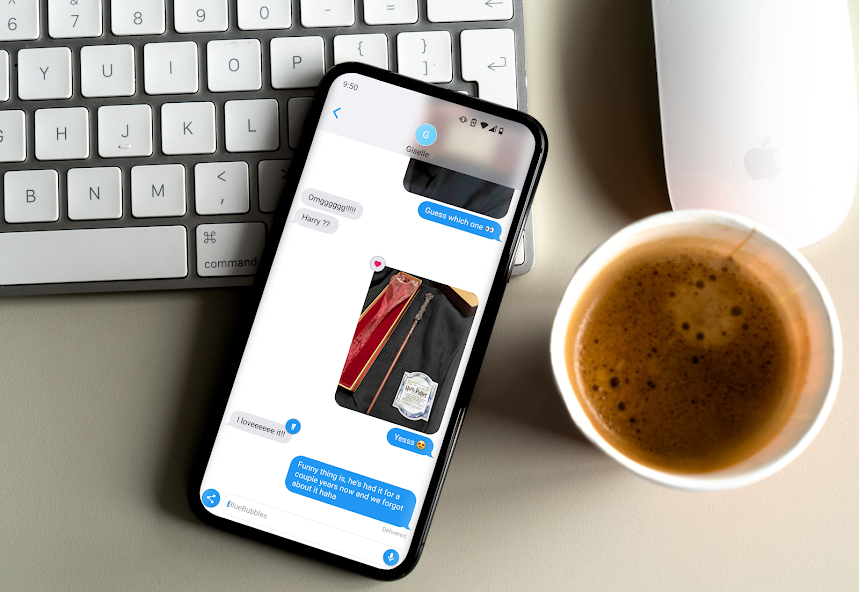 6
7
8
9
0
-
=
Y
U
I
O
P
{
[
}
]
G
H
J
K
L
B
N
M
<
,
⌘
command
9:50
G
Giselle
Guess which one 👀
Omgggggg!!!!!
Harry ??
Harry Potter
Yesss 😍
I loveeeeee it!!
Funny thing is, he's had it for a
couple years now and we forgot
about it haha
Delivered
BlueBubbles